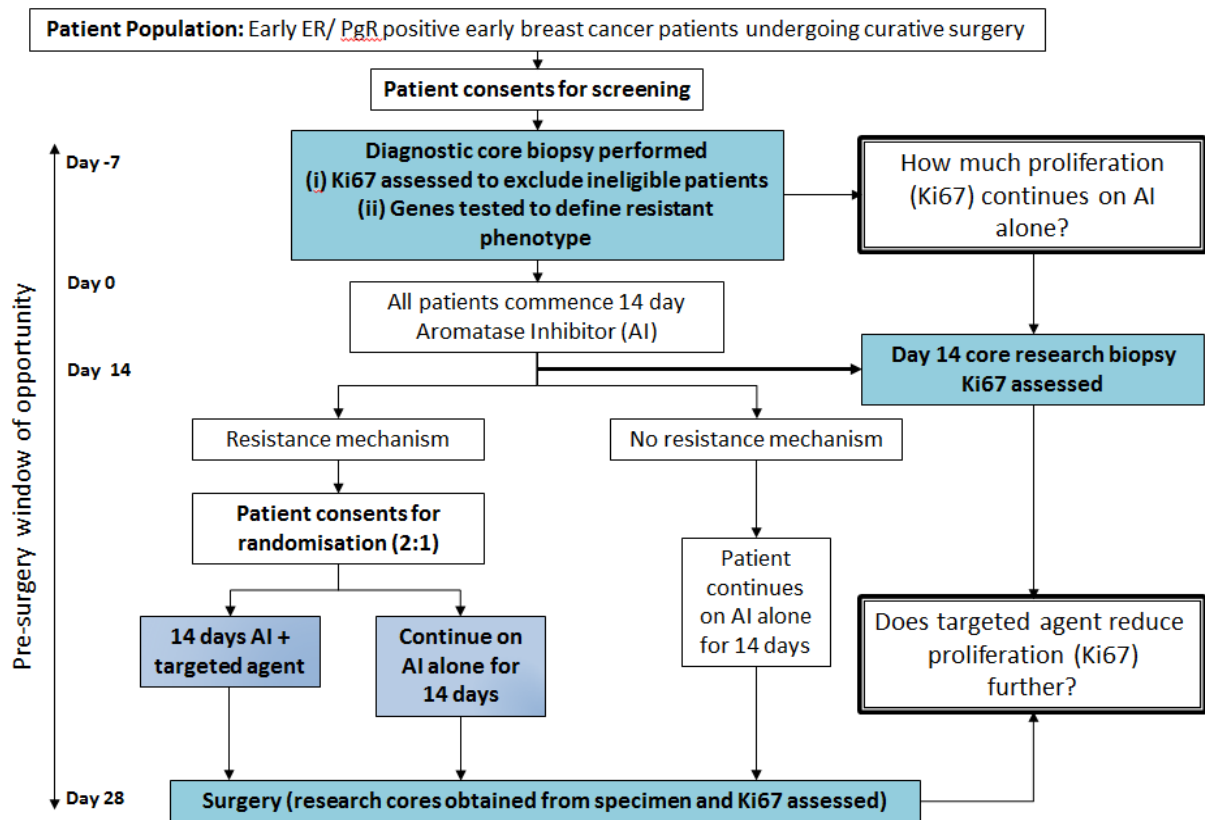 Patient Population: Early ER/ PgR positive early breast cancer patients undergoing curative surgery
Patient consents for screening
Day -7
Diagnostic core biopsy performed
(i) Ki67 assessed to exclude ineligible patients
(ii) Genes tested to define resistant
phenotype
How much proliferation
(Ki67) continues on AI
alone?
Day 0
All patients commence 14 day
Aromatase Inhibitor (AI)
Day 14
Day 14 core research biopsy
Ki67 assessed
Pre-surgery window of opportunity
Resistance mechanism
No resistance mechanism
Patient consents for
randomisation (2:1)
14 days AI +
targeted agent
Continue on
AI alone for
14 days
Patient
continues
on AI alone
for 14 days
Does targeted agent reduce
proliferation (Ki67)
further?
Day 28
Surgery (research cores obtained from specimen and Ki67 assessed)